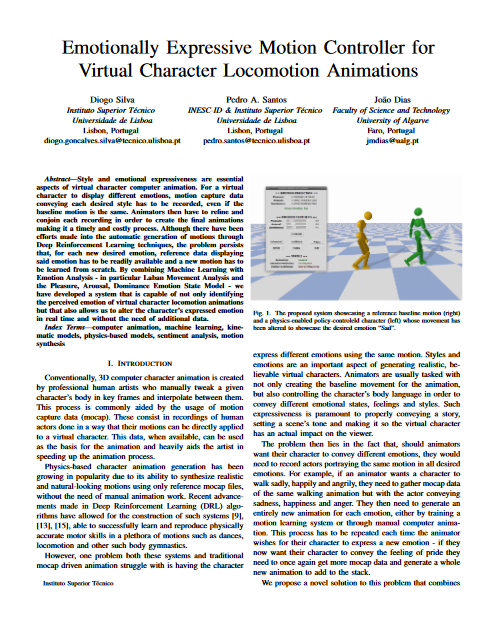 Emotionally Expressive Motion Controller for
Virtual Character Locomotion Animations
Diogo Silva
Instituto Superior Técnico
Universidade de Lisboa
Lisbon, Portugal
diogo.goncalves.silva@tecnico.ulisboa.pt
Pedro A. Santos
INESC-ID & Instituto Superior Técnico
Universidade de Lisboa
Lisbon, Portugal
pedro.santos@tecnico.ulisboa.pt
João Dias
Faculty of Science and Technology
University of Algarve
Faro, Portugal
jmdias@ualg.pt
Abstract—Style and emotional expressiveness are essential
aspects of virtual character computer animation. For a virtual
character to display different emotions, motion capture data
conveying each desired style has to be recorded, even if the
baseline motion is the same. Animators then have to refine and
conjoin each recording in order to create the final animations
making it a timely and costly process. Although there have been
efforts made into the automatic generation of motions through
Deep Reinforcement Learning techniques, the problem persists
that, for each new desired emotion, reference data displaying
said emotion has to be readily available and a new motion has to
be learned from scratch. By combining Machine Learning with
Emotion Analysis - in particular Laban Movement Analysis and
the Pleasure, Arousal, Dominance Emotion State Model - we
have developed a system that is capable of not only identifying
the perceived emotion of virtual character locomotion animations
but that also allows us to alter the character's expressed emotion
in real time and without the need of additional motion data.
Index Terms—computer animation, machine learning, kine-
matic models, physics-based models, sentiment analysis, motion
synthesis
I. INTRODUCTION
Conventionally, 3D computer character animation is created
by professional human artists who manually tweak a given
character's body in key frames and interpolate between them.
This process is commonly aided by the usage of motion
capture data (mocap). These consist in recordings of human
actors done in a way that their motions can be directly applied
to a virtual character. This data, when available, can be used
as the basis for the animation and heavily aids the artist in
speeding up the animation process.
Physics-based character animation generation has been
growing in popularity due to its ability to synthesize realistic
and natural-looking motions using only reference mocap files,
without the need of manual animation work. Recent advance-
ments made in Deep Reinforcement Learning (DRL) algo-
rithms have allowed for the construction of such systems [9],
[13], [15], able to successfully learn and reproduce physically
accurate motor skills in a plethora of motions such as dances,
locomotion and other such body gymnastics.
However, one problem both these systems and traditional
mocap driven animation struggle with is having the character
Instituto Superior Técnico
Fig. 1. The proposed system showcasing a reference baseline motion (right)
and a physics-enabled policy-controleld character (left) whose movement has
been altered to showcase the desired emotion "Sad".
express different emotions using the same motion. Styles and
emotions are an important aspect of generating realistic, be-
lievable virtual characters. Animators are usually tasked with
not only creating the baseline movement for the animation,
but also controlling the character's body language in order to
convey different emotional states, feelings and styles. Such
expressiveness is paramount to properly conveying a story,
setting a scene's tone and making it so the virtual character
has an actual impact on the viewer.
The problem then lies in the fact that, should animators
want their character to convey different emotions, they would
need to record actors portraying the same motion in all desired
emotions. For example, if an animator wants a character to
walk sadly, happily and angrily, they need to gather mocap data
of the same walking animation but with the actor conveying
sadness, happiness and anger. They then need to generate an
entirely new animation for each emotion, either by training a
motion learning system or through manual computer anima-
tion. This process has to be repeated each time the animator
wishes for their character to express a new emotion - if they
now want their character to convey the feeling of pride they
need to once again get more mocap data and generate a whole
new animation to add to the stack.
We propose a novel solution to this problem that combines